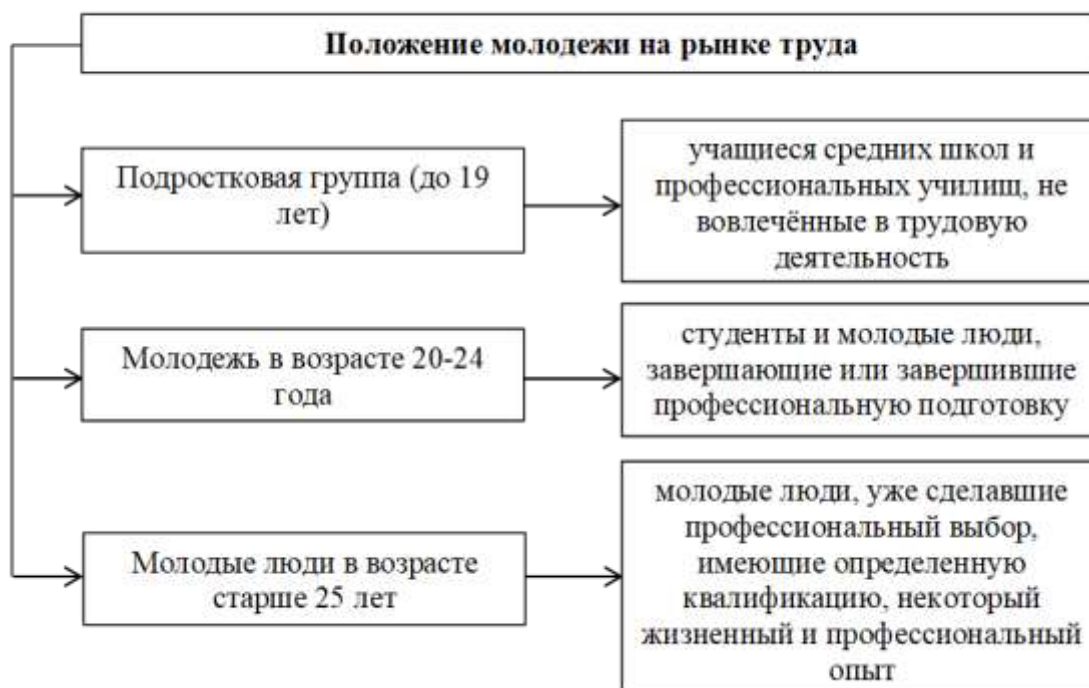 Положение молодежи на рынке труда
Подростковая группа (до 19
лет)
учащиеся средних школ и
профессиональных училищ, не
вовлечённые в трудовую
деятельность
Молодежь в возрасте 20-24
года
студенты и молодые люди,
завершающие или завершившие
профессиональную подготовку
Молодые люди в возрасте
старше 25 лет
молодые люди, уже сделавшие
профессиональный выбор,
имеющие определенную
квалификацию, некоторый
жизненный и профессиональный
опыт